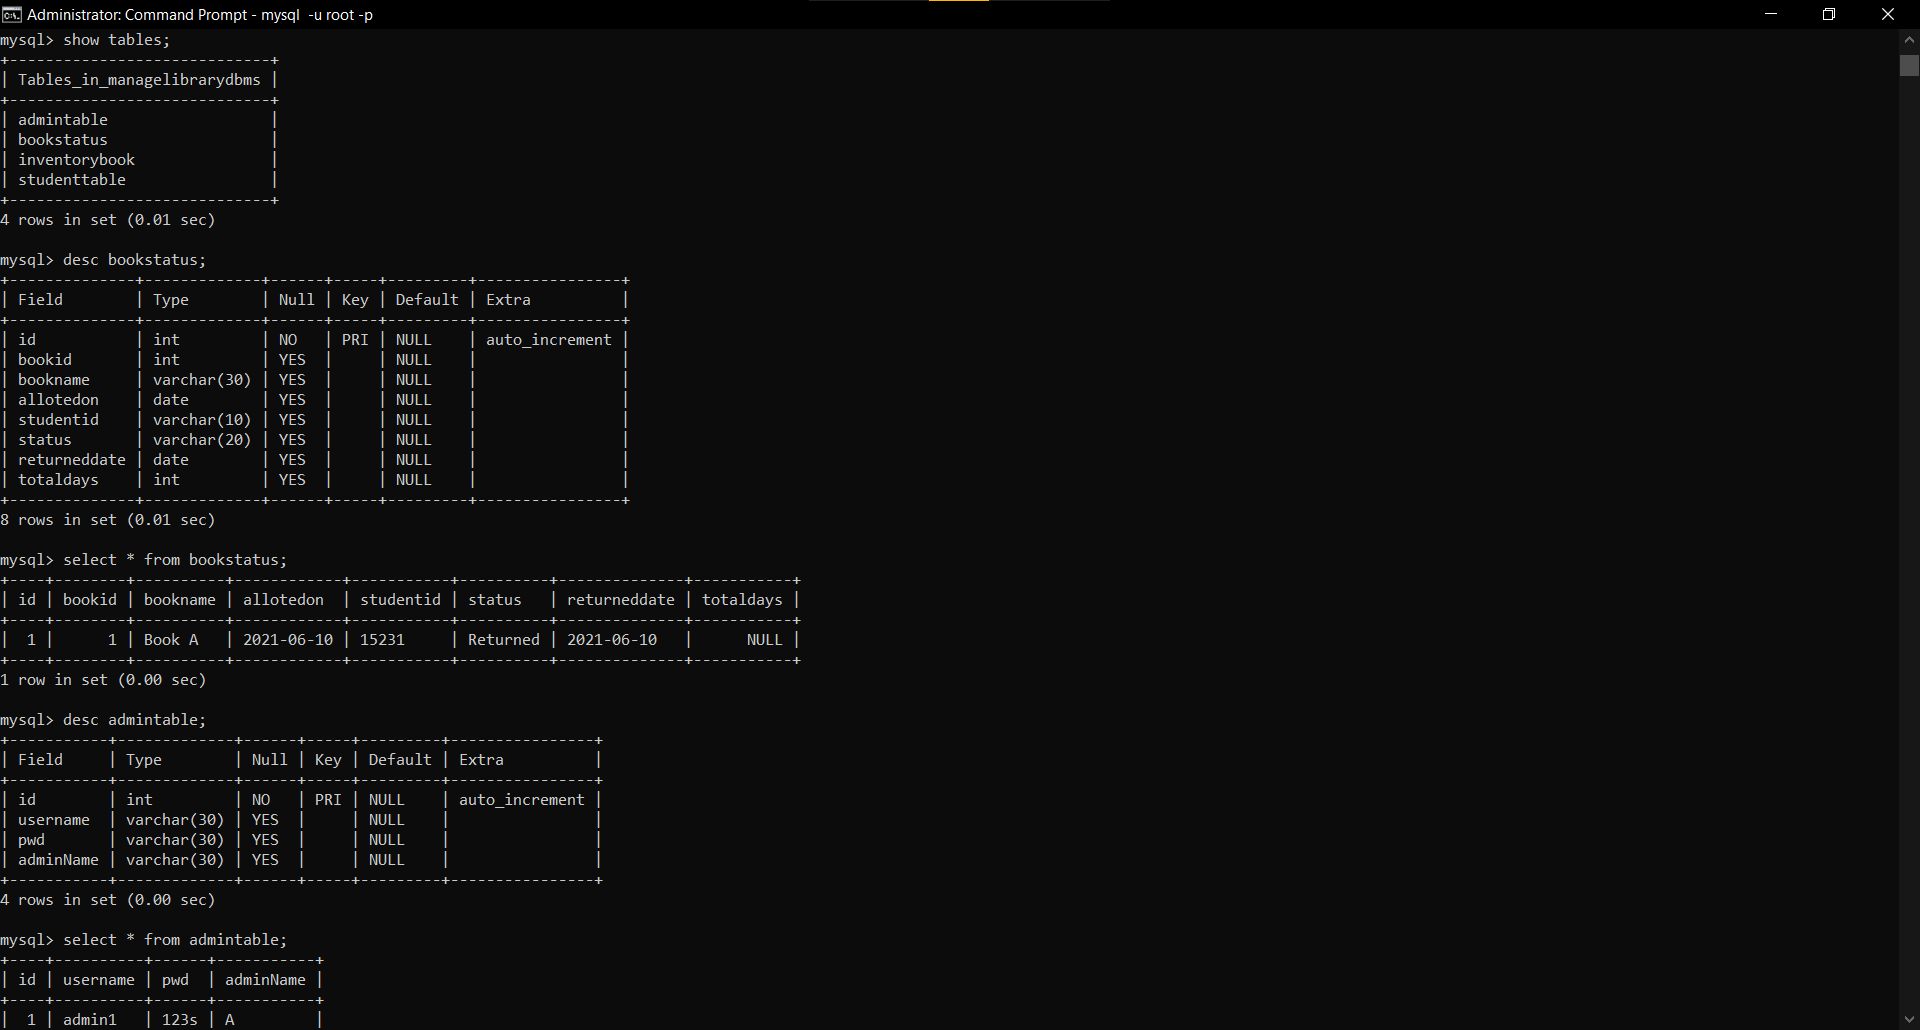 Administrator: Command Prompt - mysql  -u root -p
mysql> show tables;
+-----------------------------+
| Tables_in_managelibrarydbms |
+-----------------------------+
| admintable                  |
| bookstatus                  |
| inventorybook               |
| studenttable                |
+-----------------------------+
4 rows in set (0.01 sec)
mysql> desc bookstatus;
+--------------+-------------+------+-----+---------+----------------+
| Field        | Type        | Null | Key | Default | Extra          |
+--------------+-------------+------+-----+---------+----------------+
| id           | int         | NO   | PRI | NULL    | auto_increment |
| bookid       | int         | YES  |     | NULL    |                |
| bookname     | varchar(30) | YES  |     | NULL    |                |
| allotedon    | date        | YES  |     | NULL    |                |
| studentid    | varchar(10) | YES  |     | NULL    |                |
| status       | varchar(20) | YES  |     | NULL    |                |
| returneddate | date        | YES  |     | NULL    |                |
| totaldays    | int         | YES  |     | NULL    |                |
+--------------+-------------+------+-----+---------+----------------+
8 rows in set (0.01 sec)
mysql> select * from bookstatus;
+----+--------+----------+------------+-----------+----------+--------------+-----------+
| id | bookid | bookname | allotedon  | studentid | status   | returneddate | totaldays |
+----+--------+----------+------------+-----------+----------+--------------+-----------+
|  1 |      1 | Book A   | 2021-06-10 | 15231     | Returned | 2021-06-10   |      NULL |
+----+--------+----------+------------+-----------+----------+--------------+-----------+
1 row in set (0.00 sec)
mysql> desc admintable;
+-----------+-------------+------+-----+---------+----------------+
| Field     | Type        | Null | Key | Default | Extra          |
+-----------+-------------+------+-----+---------+----------------+
| id        | int         | NO   | PRI | NULL    | auto_increment |
| username  | varchar(30) | YES  |     | NULL    |                |
| pwd       | varchar(30) | YES  |     | NULL    |                |
| adminName | varchar(30) | YES  |     | NULL    |                |
+-----------+-------------+------+-----+---------+----------------+
4 rows in set (0.00 sec)
mysql> select * from admintable;
+----+----------+------+-----------+
| id | username | pwd  | adminName |
+----+----------+------+-----------+
|  1 | admin1   | 123s | A         |